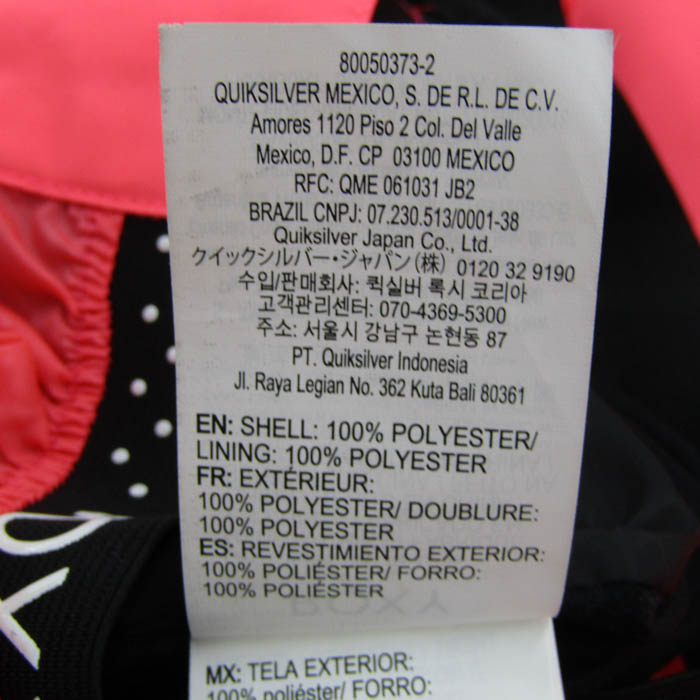 80050373-2
QUIKSILVER MEXICO, S. DE R.L. DE C.V.
Amores 1120 Piso 2 Col. Del Valle
Mexico, D.F. CP 03100 MEXICO
RFC: QME 061031 JB2
BRAZIL CNPJ: 07.230.513/0001-38
Quiksilver Japan Co., Ltd.
クイックシルバー・ジャパン(株) 0120 32 9190
수입/판매회사: 퀵실버 록시 코리아
고객관리센터: 070-4369-5300
주소: 서울시 강남구 논현동 87
PT. Quiksilver Indonesia
Jl. Raya Legian No. 362 Kuta Bali 80361
EN: SHELL: 100% POLYESTER/
LINING: 100% POLYESTER
FR: EXTÉRIEUR:
100% POLYESTER/ DOUBLURE:
100% POLYESTER
ES: REVESTIMIENTO EXTERIOR:
100% POLIÉSTER/ FORRO:
100% POLIÉSTER
ROXY
MX: TELA EXTERIOR:
100% poliéster/ FORRO: